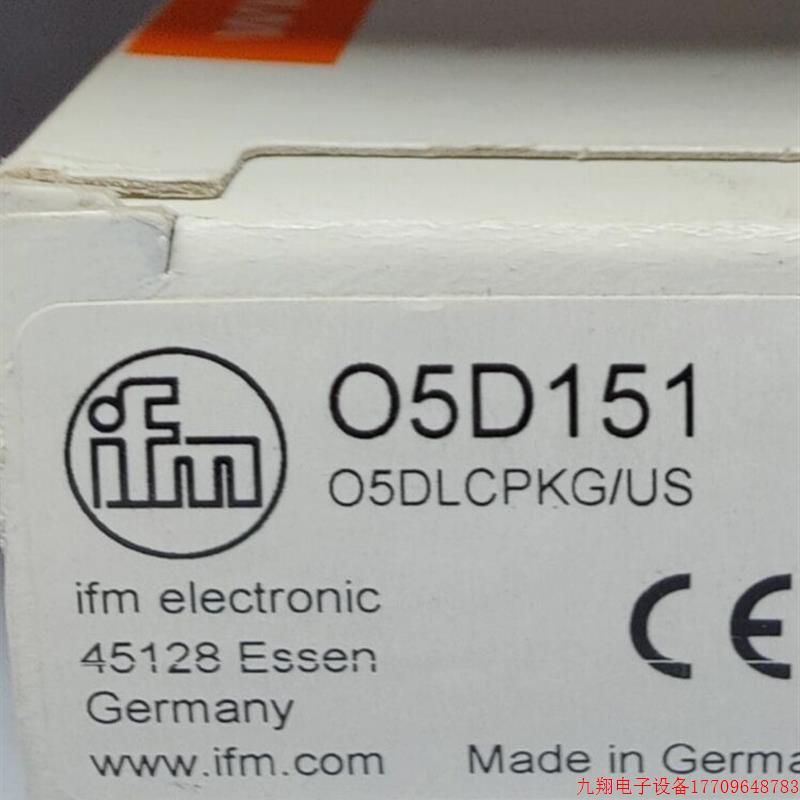 ifm
O5D151
O5DLCPKG/US
ifm electronic
45128 Essen
Germany
www.ifm.com
Made in Germa
CE
九翔电子设备17709648783